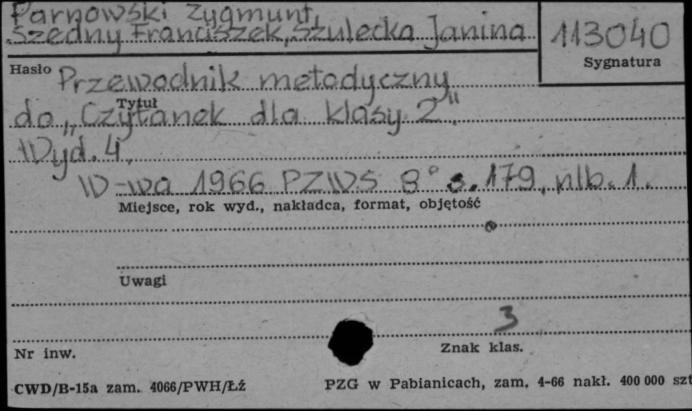 Parnowski Zygmunt,
Szedny Franciszek, Szulecka Janina
113040
Sygnatura
Hasło
Przewodnik metodyczny
Tytuł
do „Czytanek dla klasy 2".
Wyd. 4.
W-wa 1966 PZWS 8° s. 179, nlb. 1.
Miejsce, rok wyd., nakładca, format, objętość
Uwagi
3
Nr inw.
Znak klas.
CWD/B-15a zam. 4066/PWH/Łź
PZG w Pabianicach, zam. 4-66 nakł. 400 000 szt